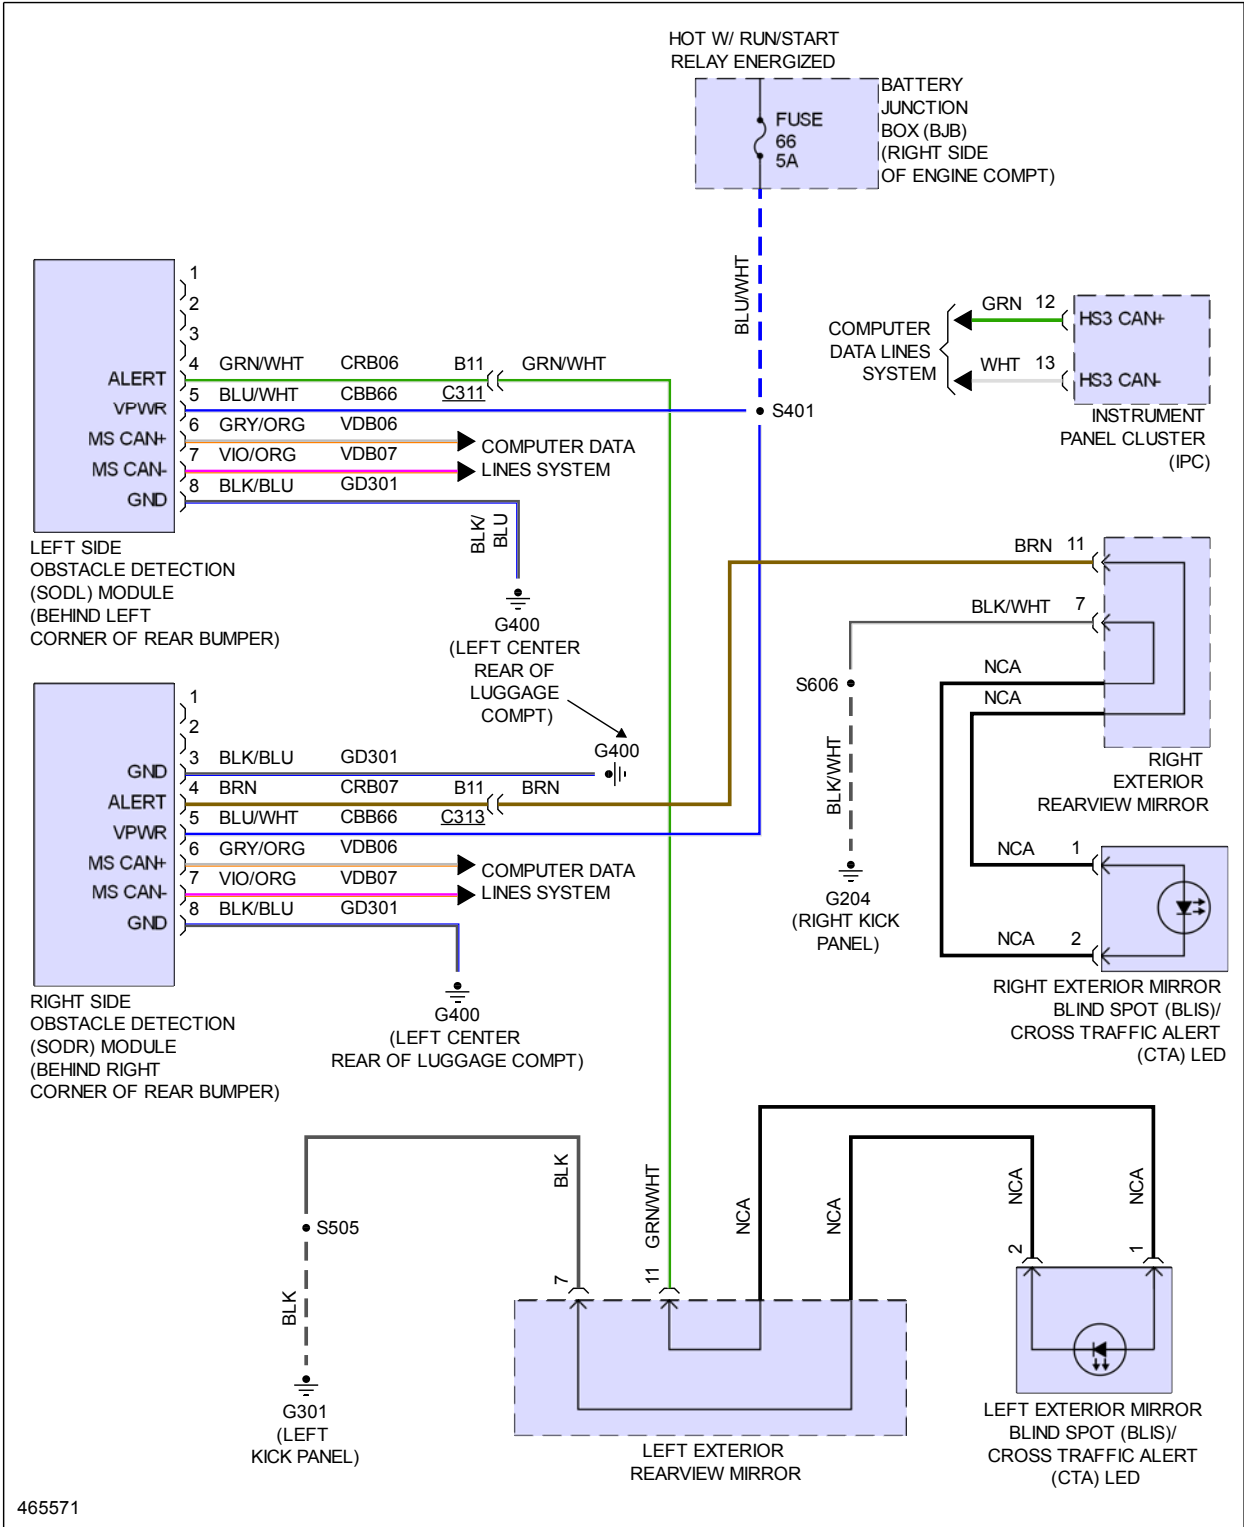 HOT W/ RUN/START
RELAY ENERGIZED
FUSE
66
5A
BATTERY
JUNCTION
BOX (BJB)
(RIGHT SIDE
OF ENGINE COMPT)
BLU/WHT
S401
COMPUTER
DATA LINES
SYSTEM
GRN 12
HS3 CAN+
WHT 13
HS3 CAN-
INSTRUMENT
PANEL CLUSTER
(IPC)
1
2
3
4 GRN/WHT CRB06 B11 GRN/WHT
ALERT
C311
5 BLU/WHT CBB66
VPWR
6 GRY/ORG VDB06
MS CAN+
7 VIO/ORG VDB07
MS CAN-
8 BLK/BLU GD301
GND
COMPUTER DATA
LINES SYSTEM
BLK/
BLU
LEFT SIDE
OBSTACLE DETECTION
(SODL) MODULE
(BEHIND LEFT
CORNER OF REAR BUMPER)
G400
(LEFT CENTER
REAR OF
LUGGAGE
COMPT)
G400
1
2
3 BLK/BLU GD301
GND
4 BRN CRB07 B11 BRN
ALERT
C313
5 BLU/WHT CBB66
VPWR
6 GRY/ORG VDB06
MS CAN+
7 VIO/ORG VDB07
MS CAN-
8 BLK/BLU GD301
GND
COMPUTER DATA
LINES SYSTEM
RIGHT SIDE
OBSTACLE DETECTION
(SODR) MODULE
(BEHIND RIGHT
CORNER OF REAR BUMPER)
G400
(LEFT CENTER
REAR OF LUGGAGE COMPT)
BRN 11
BLK/WHT 7
NCA
NCA
S606
BLK/WHT
G204
(RIGHT KICK
PANEL)
RIGHT
EXTERIOR
REARVIEW MIRROR
NCA 1
NCA 2
RIGHT EXTERIOR MIRROR
BLIND SPOT (BLIS)/
CROSS TRAFFIC ALERT
(CTA) LED
BLK
S505
BLK
G301
(LEFT
KICK PANEL)
7
GRN/WHT
11
NCA
NCA
LEFT EXTERIOR
REARVIEW MIRROR
NCA
2
NCA
1
LEFT EXTERIOR MIRROR
BLIND SPOT (BLIS)/
CROSS TRAFFIC ALERT
(CTA) LED
465571